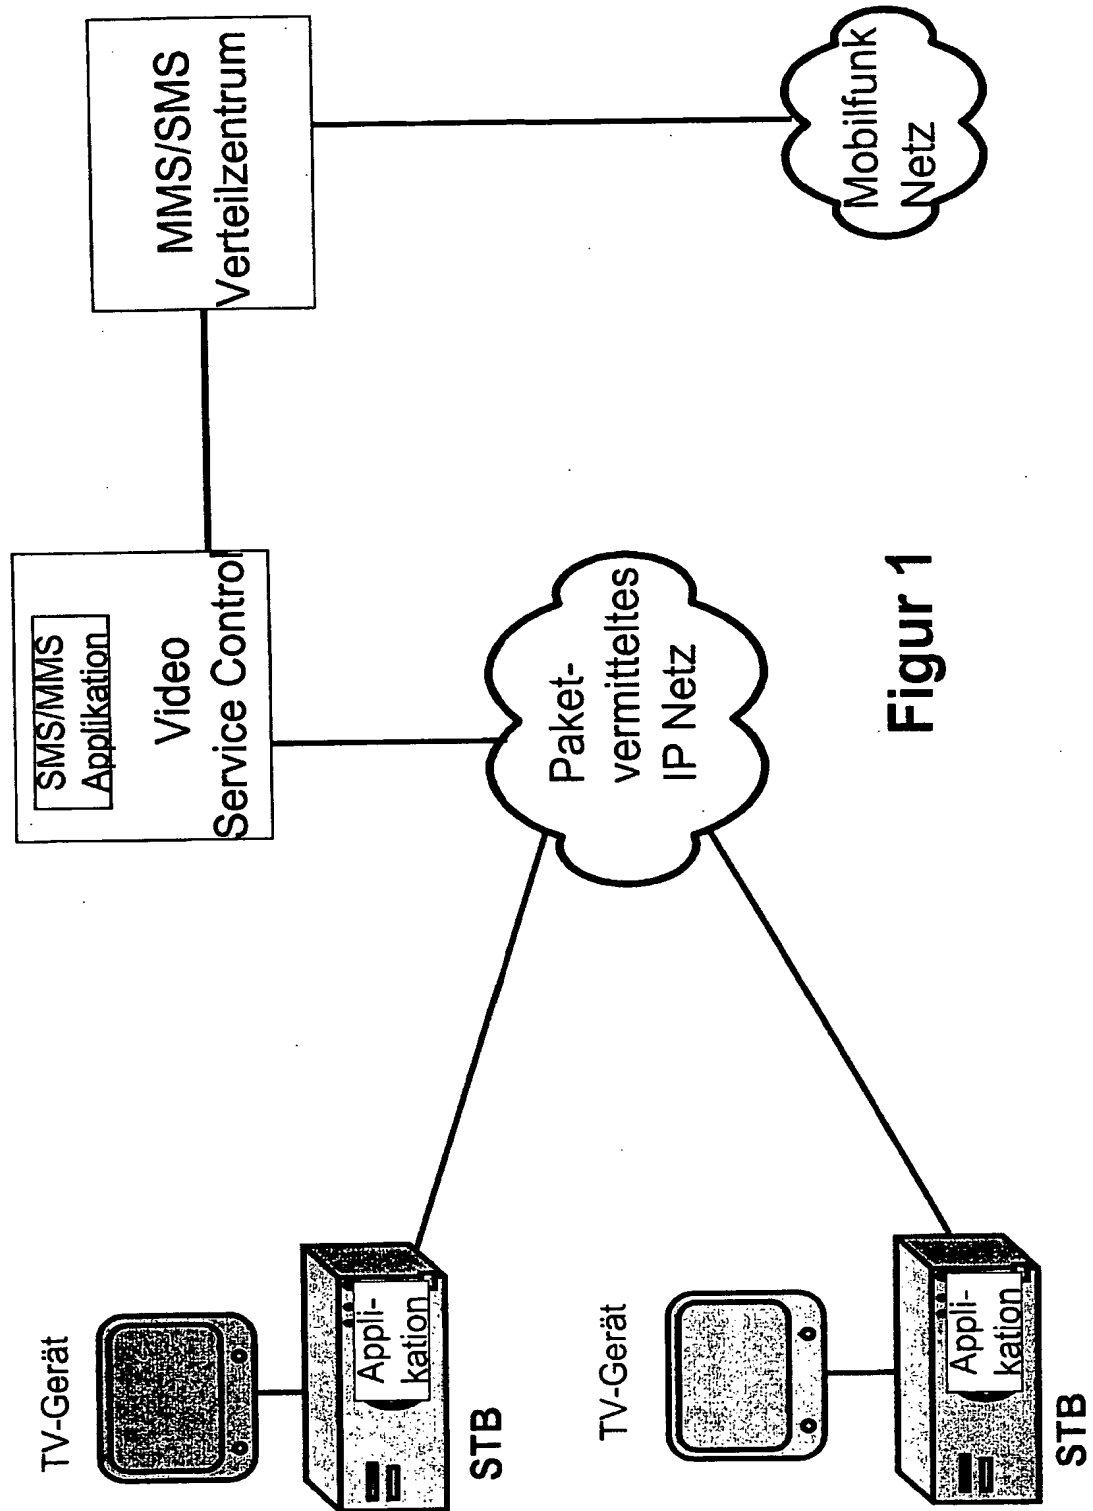 TV-Gerät
Appli-
kation
STB
TV-Gerät
Appli-
kation
STB
SMS/MMS
Applikation
Video
Service Control
Paket-
vermitteltes
IP Netz
MMS/SMS
Verteilzentrum
Mobilfunk
Netz
Figur 1